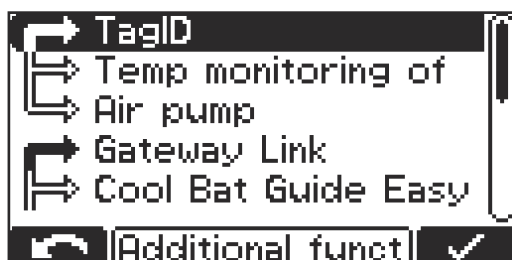 TagID
Temp monitoring of
Air pump
Gateway Link
Cool Bat Guide Easy
Additional funct